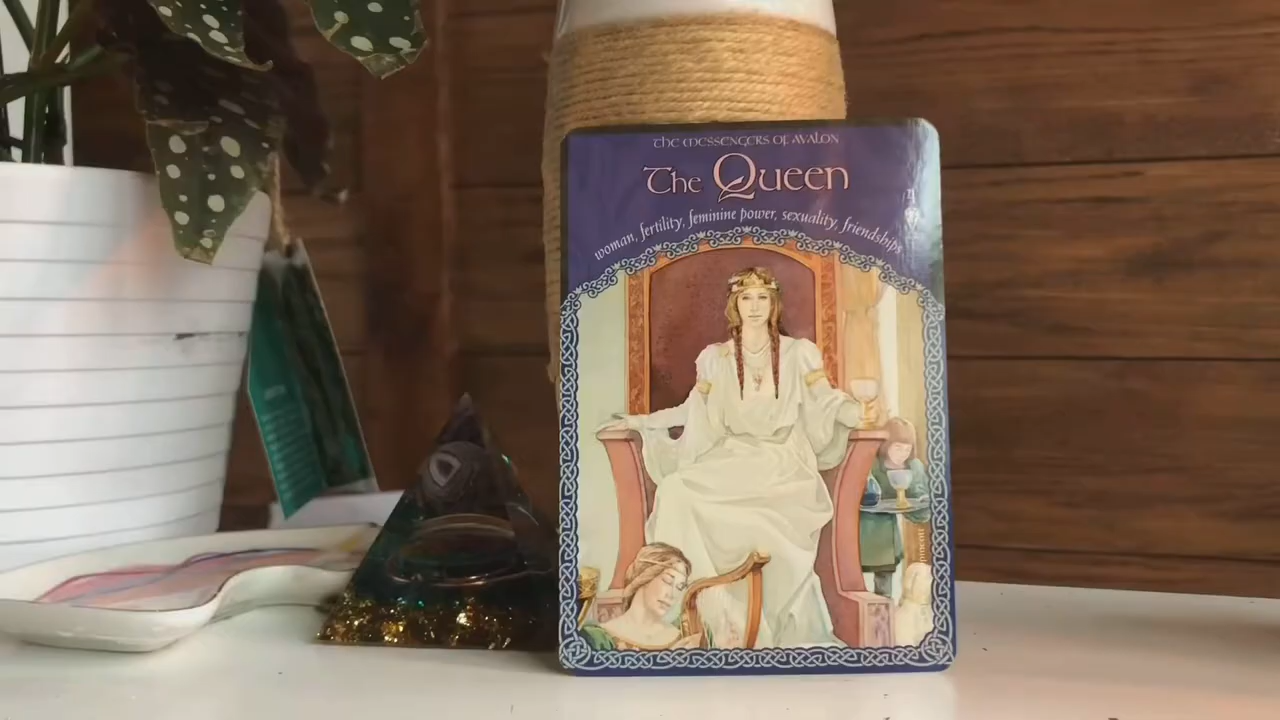 THE MESSENGERS OF AVALON
The Queen
woman, fertility, feminine power, sexuality, friendships